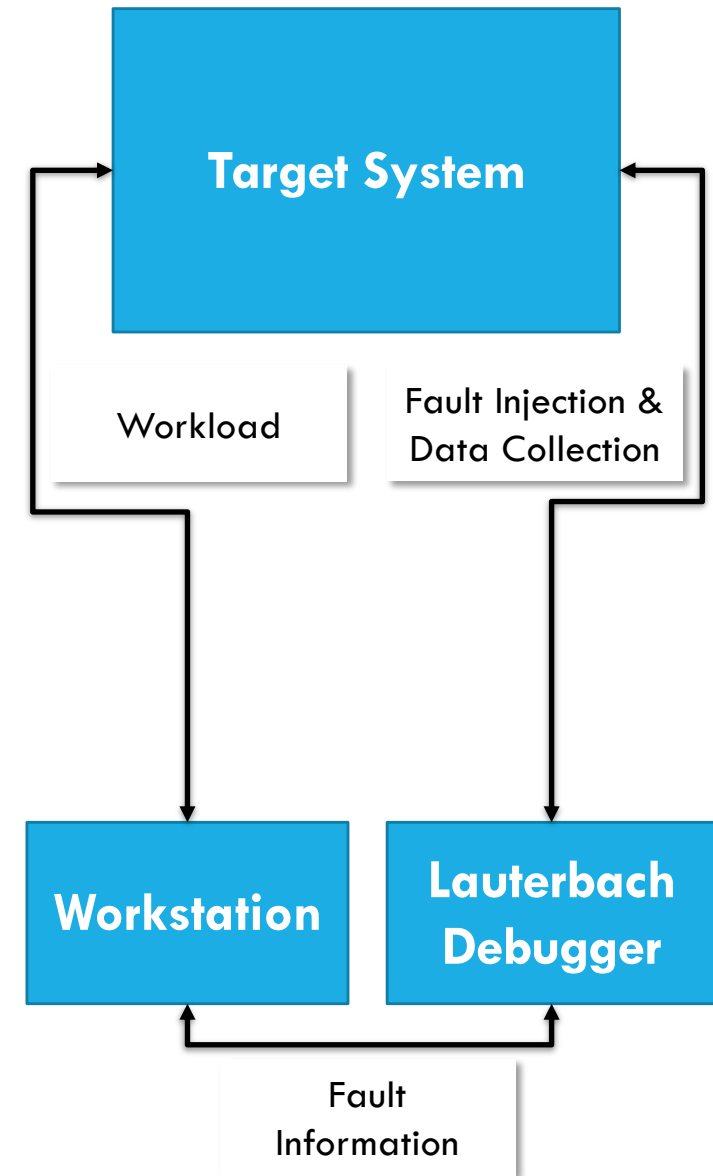 Target System
Workload
Fault Injection &
Data Collection
Workstation
Lauterbach
Debugger
Fault
Information